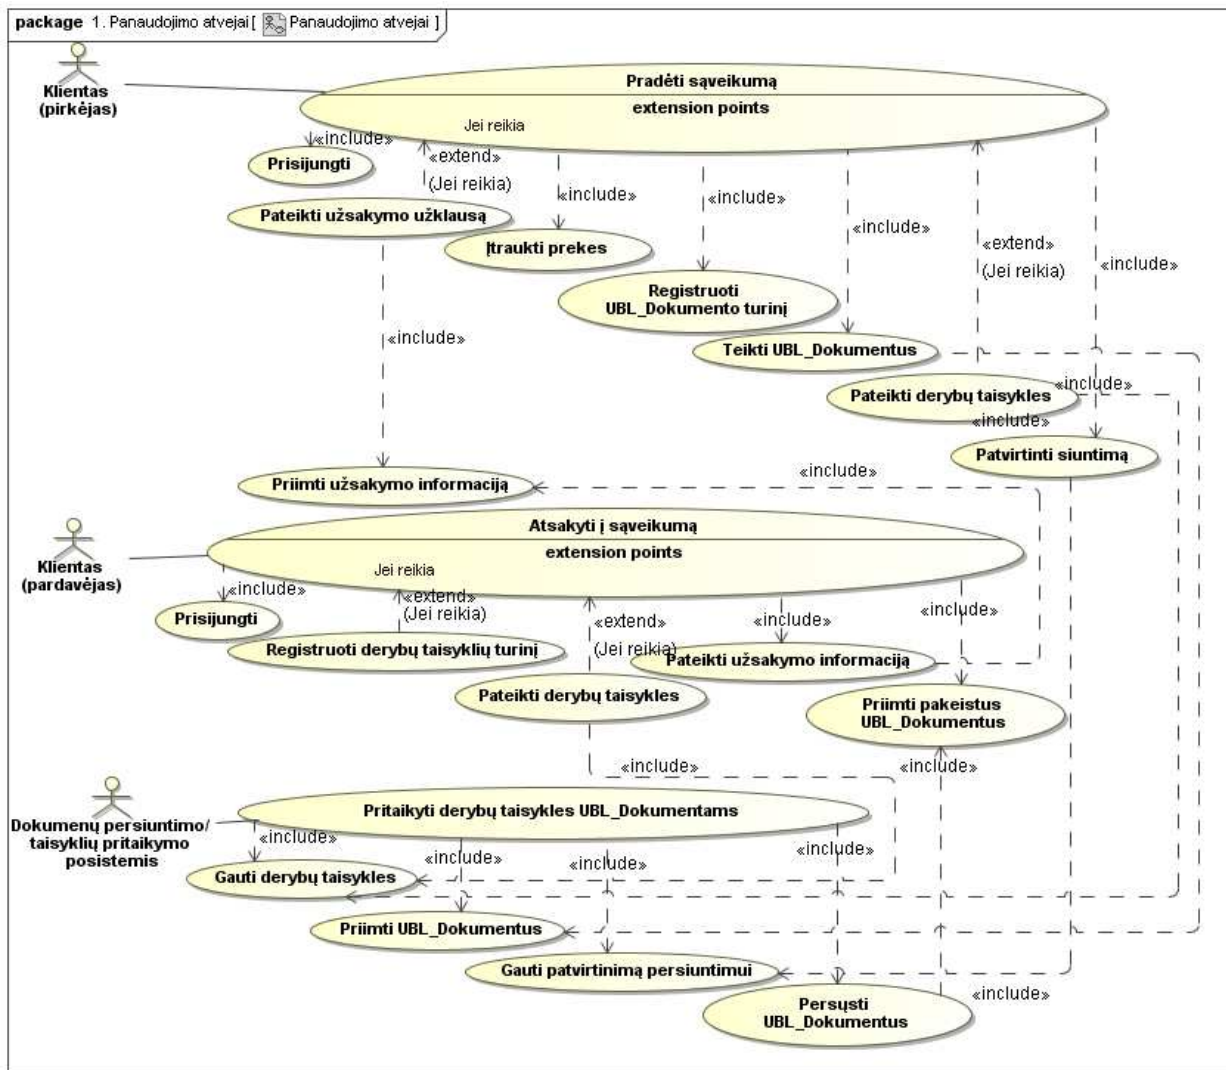 package 1. Panaudojimo atvejai [ Panaudojimo atvejai ]
Klientas
(pirkėjas)
Pradėti sąveikumą
extension points
Jei reikia
«include»
Prisijungti
«extend»
(Jei reikia)
«include»
«include»
«include»
«extend»
(Jei reikia)
«include»
Pateikti užsakymo užklausą
Įtraukti prekes
Registruoti
UBL_Dokumento turinį
«include»
Teikti UBL_Dokumentus
«include»
Pateikti derybų taisykles
«include»
Patvirtinti siuntimą
«include»
Priimti užsakymo informaciją
Klientas
(pardavėjas)
Atsakyti į sąveikumą
extension points
Jei reikia
«include»
Prisijungti
«extend»
(Jei reikia)
«extend»
(Jei reikia)
«include»
«include»
Registruoti derybų taisyklių turinį
Pateikti užsakymo informaciją
Pateikti derybų taisykles
Priimti pakeistus
UBL_Dokumentus
«include»
«include»
Dokumenų persiuntimo/
taisyklių pritaikymo
posistemis
Pritaikyti derybų taisykles UBL_Dokumentams
«include»
«include»
«include»
«include»
Gauti derybų taisykles
Priimti UBL_Dokumentus
Gauti patvirtinimą persiuntimui
Persųsti
UBL_Dokumentus
«include»